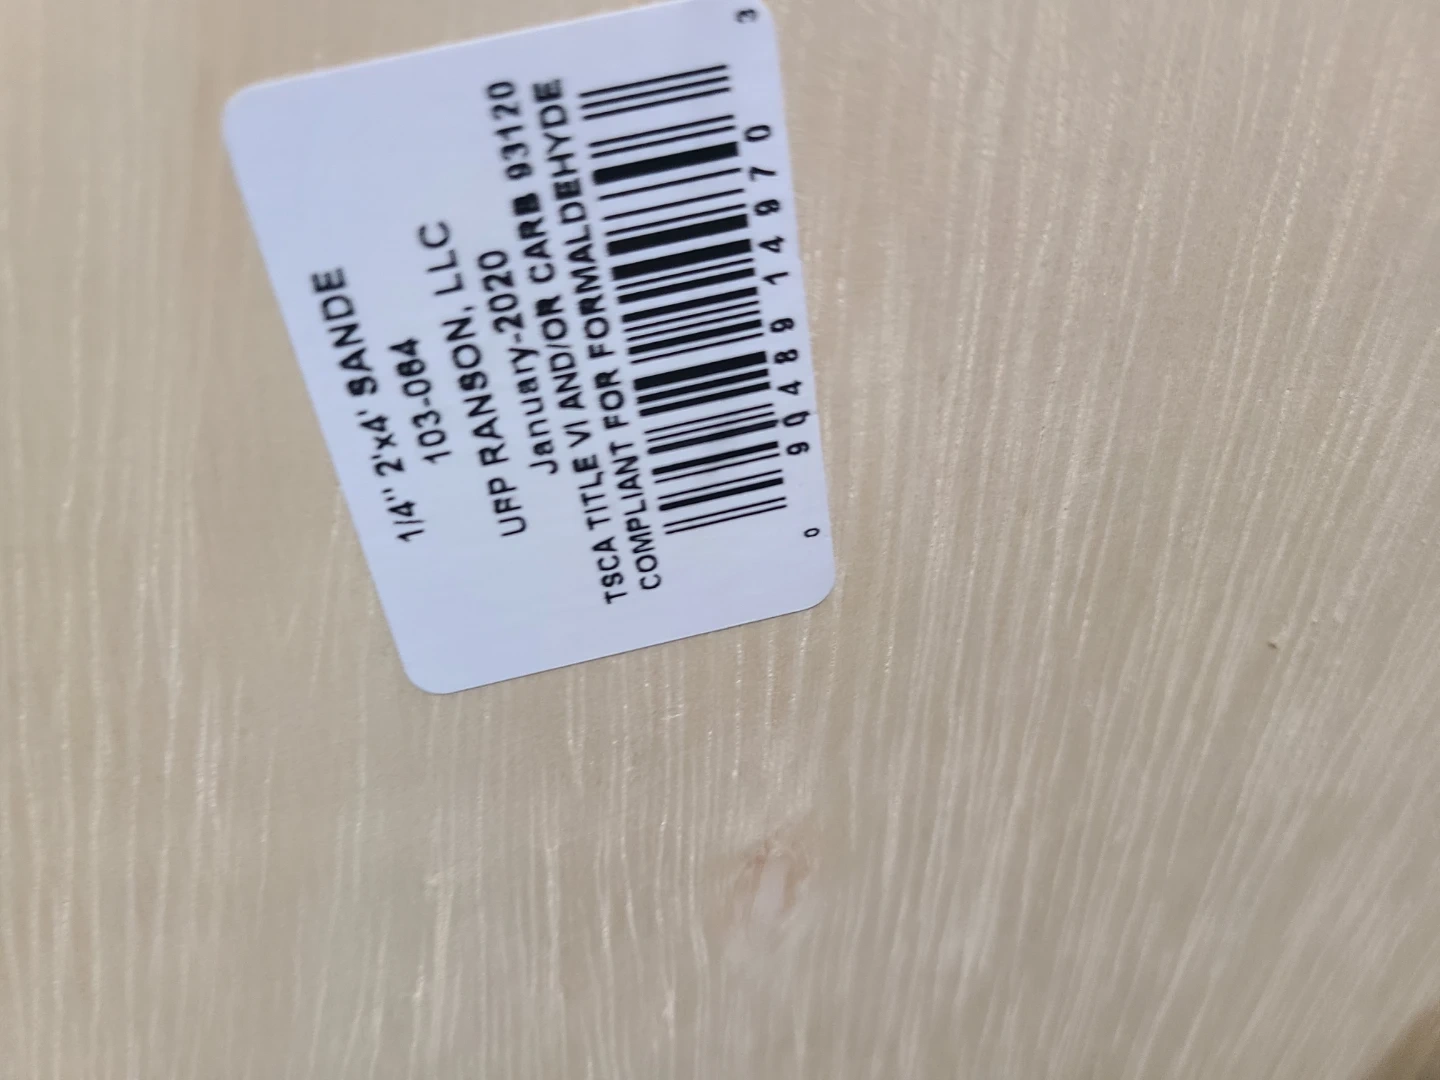 1/4" 2'x4' SANDE
103-084
UFP RANSON, LLC
January-2020
TSCA TITLE VI AND/OR CARB 93120
COMPLIANT FOR FORMALDEHYDE
0 90489 14970 3